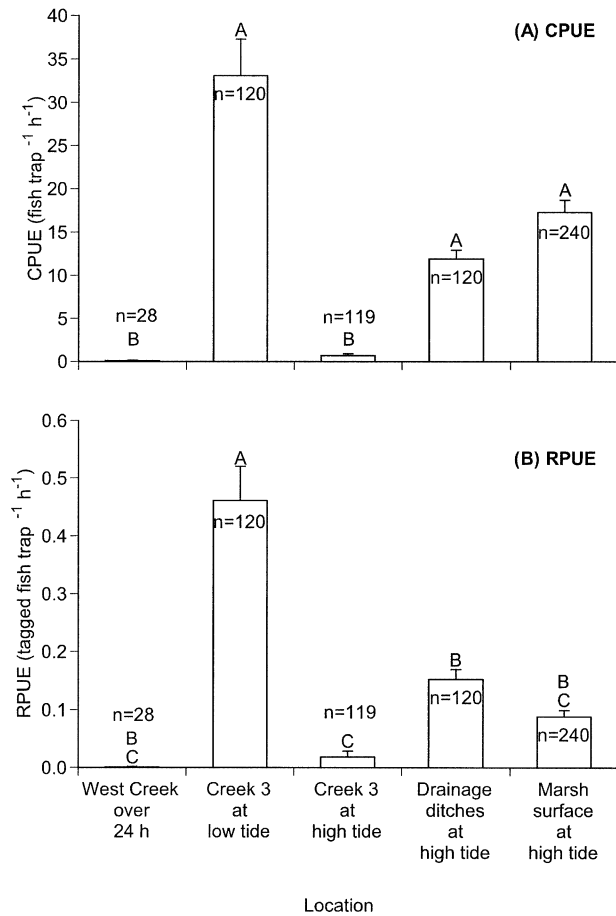 (A) CPUE
CPUE (fish trap -1 h-1)
40
35
30
25
20
15
10
5
0
n=28
B
A
n=120
n=119
B
A
n=120
A
n=240
(B) RPUE
RPUE (tagged fish trap -1 h-1)
0.6
0.5
0.4
0.3
0.2
0.1
0.0
n=28
B
C
A
n=120
n=119
C
B
n=120
B
C
n=240
West Creek
over
24 h
Creek 3
at
low tide
Creek 3
at
high tide
Drainage
ditches
at
high tide
Marsh
surface
at
high tide
Location